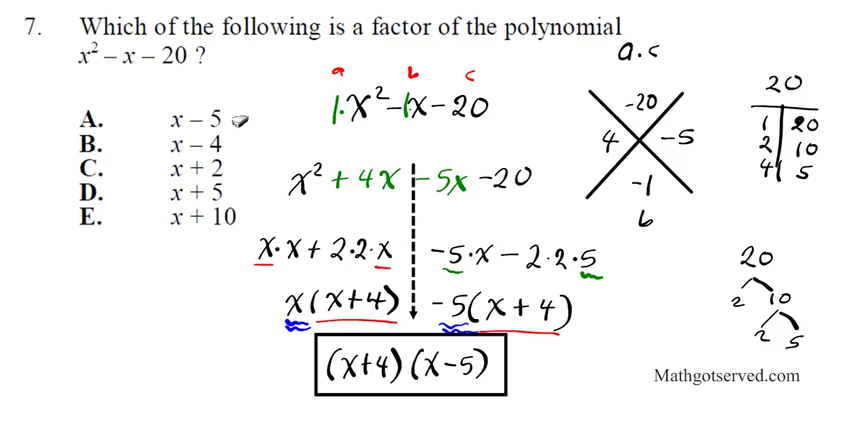 7. Which of the following is a factor of the polynomial
x² – x – 20 ?
A. x – 5
B. x – 4
C. x + 2
D. x + 5
E. x + 10
a b c
1·x² – 1x – 20
x² + 4x – 5x – 20
x·x + 2·2·x – 5·x – 2·2·5
x(x+4) – 5(x+4)
(x+4)(x–5)
a.c
-20
4 -5
-1
b
20
1 20
2 10
4 5
20
2 10
2 5
Mathgotserved.com